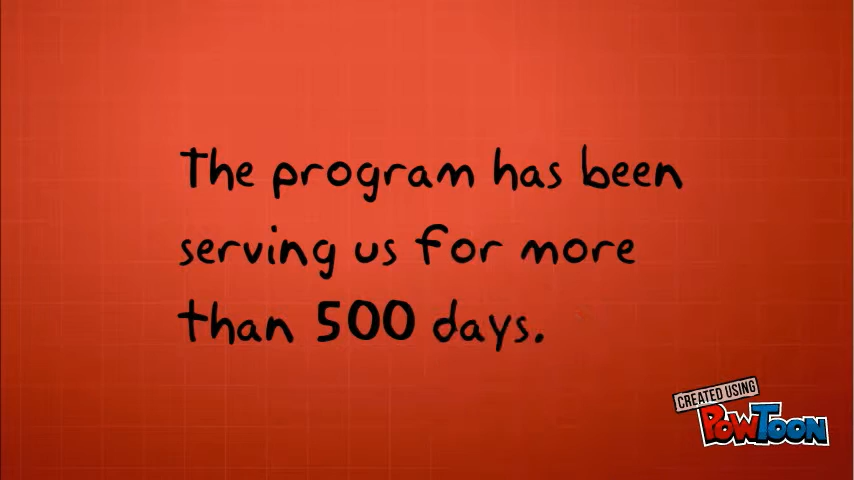 The program has been
serving us for more
than 500 days.
CREATED USING
POWTOON